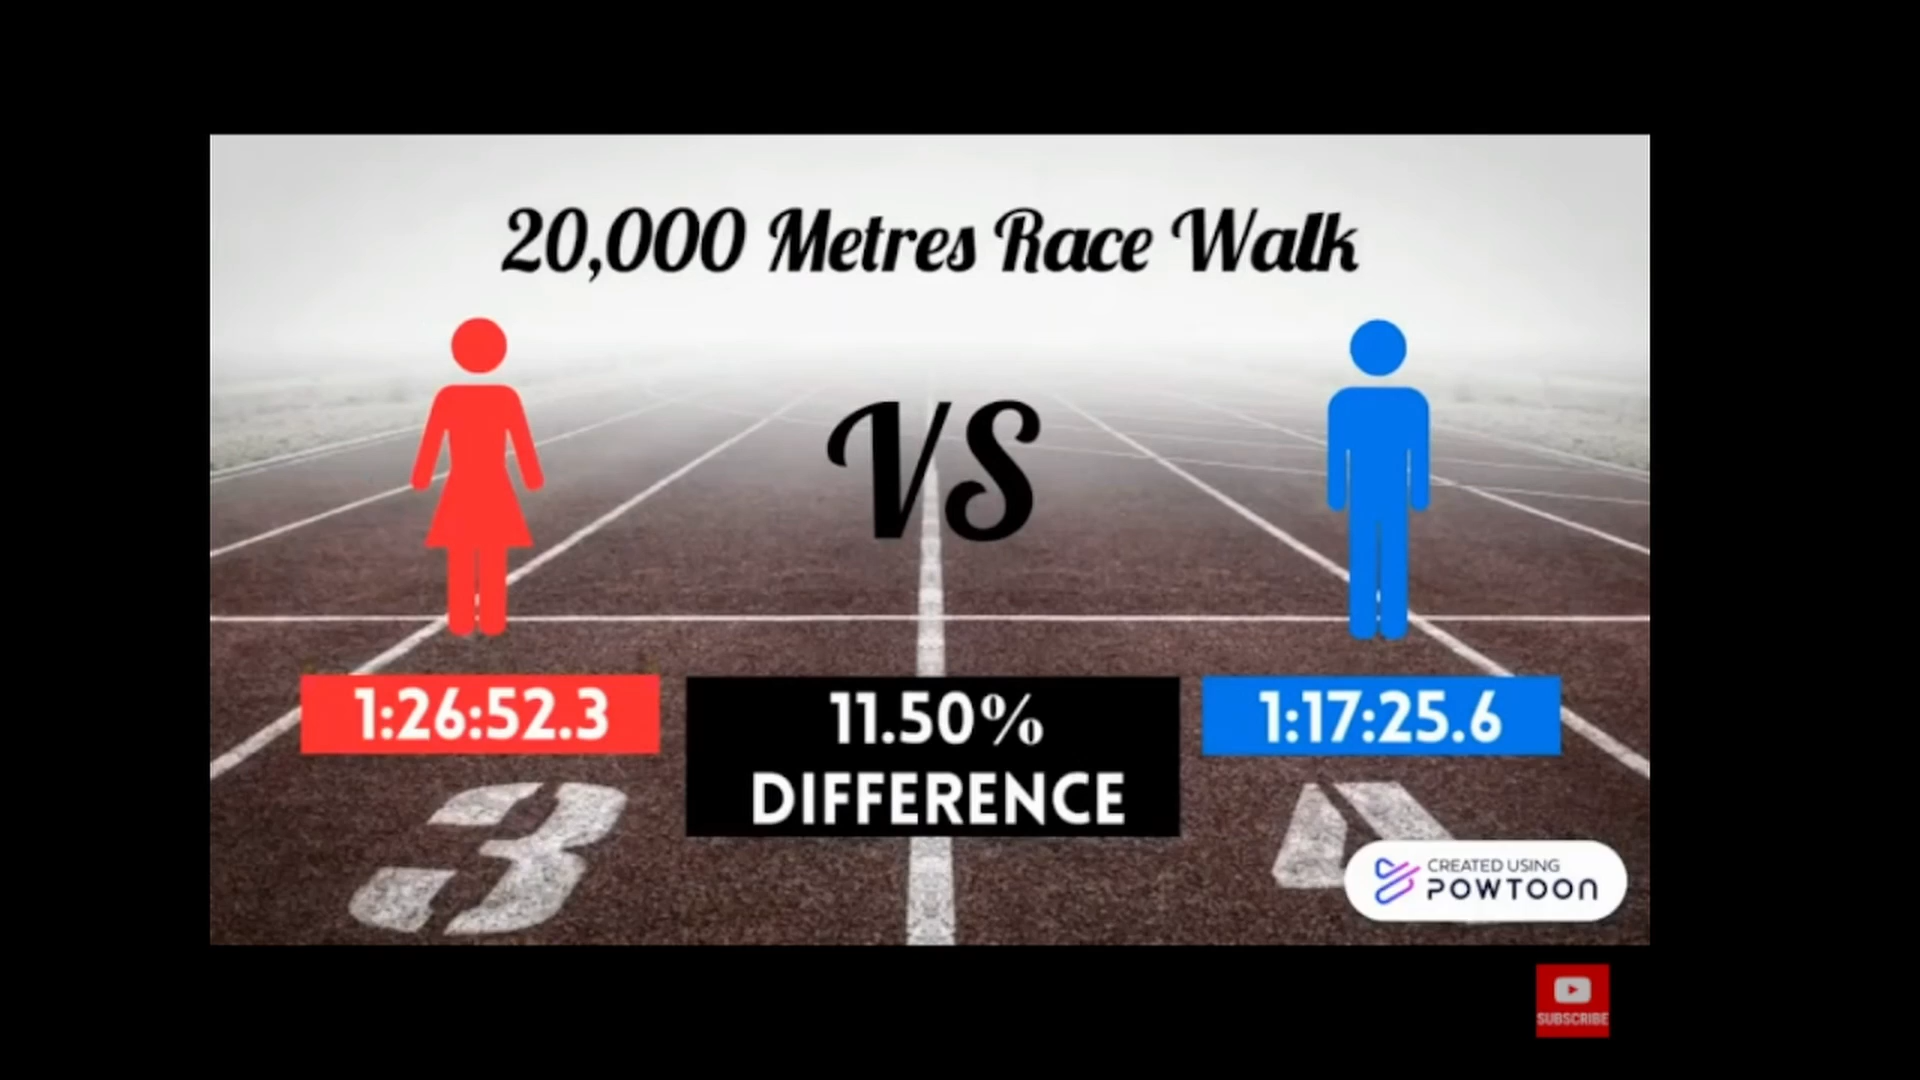 20,000 Metres Race Walk
VS
1:26:52.3
11.50%
DIFFERENCE
1:17:25.6
3
CREATED USING
POWTOON
SUBSCRIBE